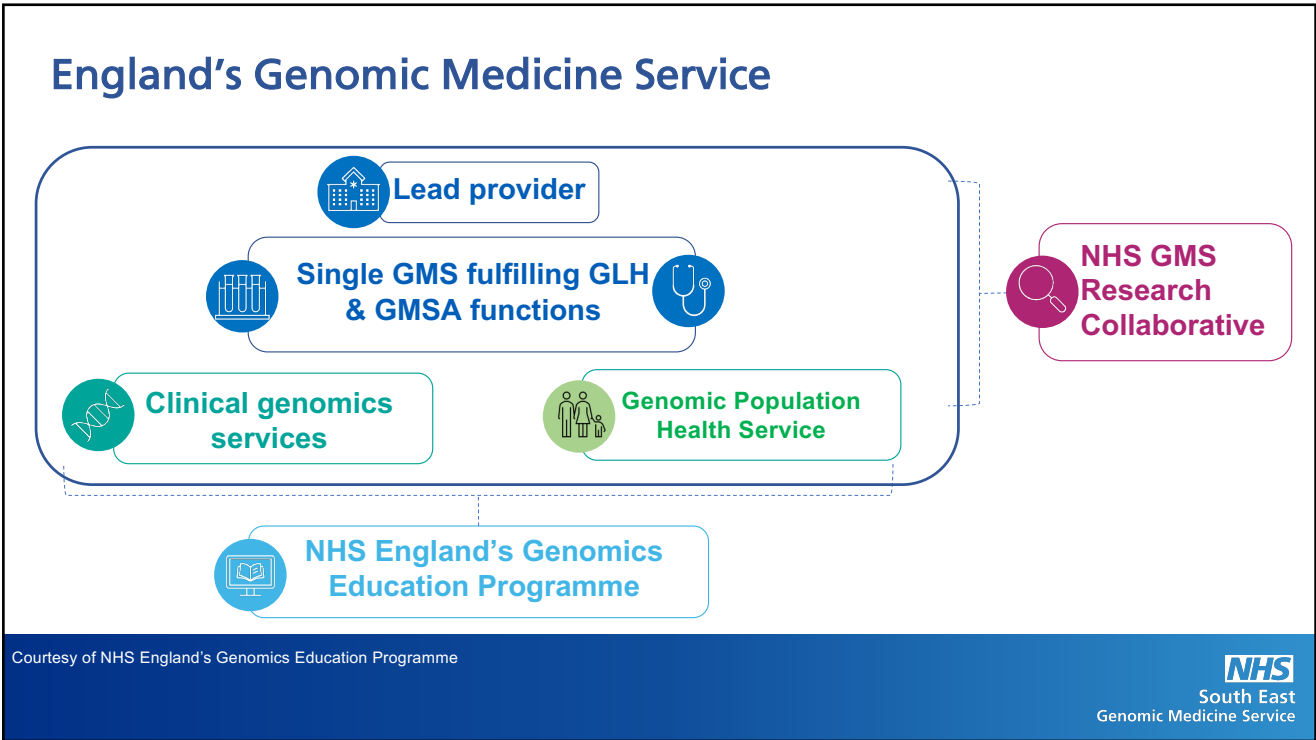 England's Genomic Medicine Service
Lead provider
Single GMS fulfilling GLH
& GMSA functions
Clinical genomics
services
Genomic Population
Health Service
NHS GMS
Research
Collaborative
NHS England's Genomics
Education Programme
Courtesy of NHS England's Genomics Education Programme
NHS
South East
Genomic Medicine Service